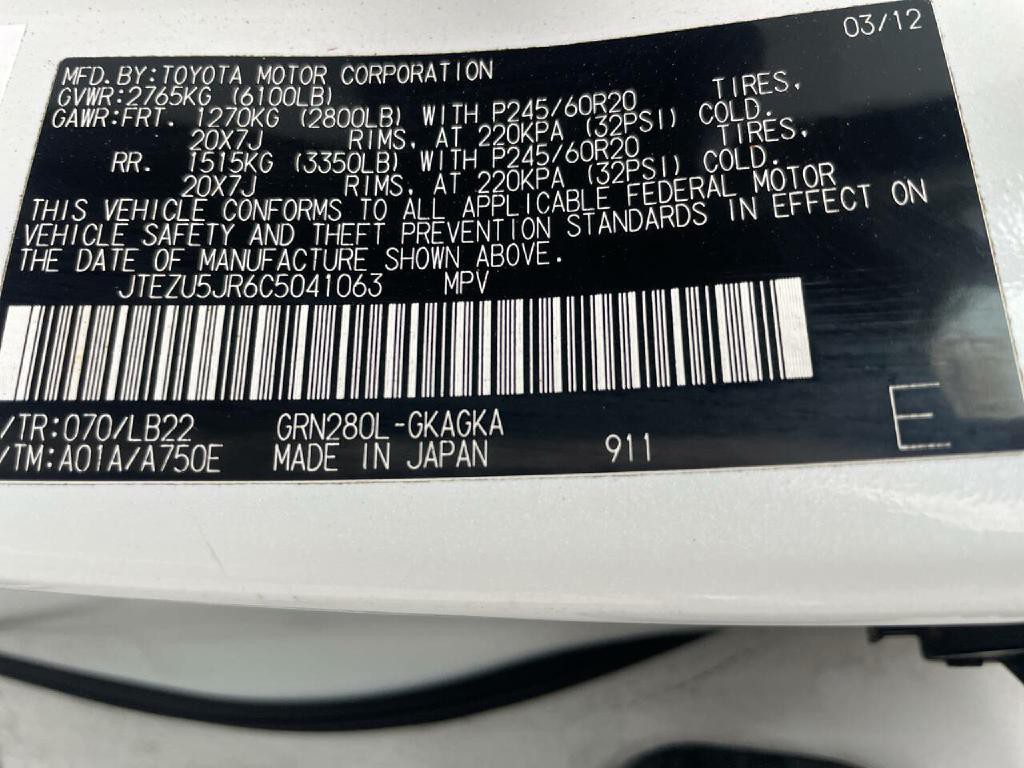 03/12
MFD. BY: TOYOTA MOTOR CORPORATION
GVWR:2765KG (6100LB)
GAWR:FRT. 1270KG (2800LB) WITH P245/60R20 TIRES,
20X7J RIMS, AT 220KPA (32PSI) COLD.
RR. 1515KG (3350LB) WITH P245/60R20 TIRES,
20X7J RIMS, AT 220KPA (32PSI) COLD.
THIS VEHICLE CONFORMS TO ALL APPLICABLE FEDERAL MOTOR
VEHICLE SAFETY AND THEFT PREVENTION STANDARDS IN EFFECT ON
THE DATE OF MANUFACTURE SHOWN ABOVE.
JTEZU5JR6C5041063 MPV
/TR:070/LB22 GRN280L-GKAGKA
/TM:A01A/A750E MADE IN JAPAN 911 E